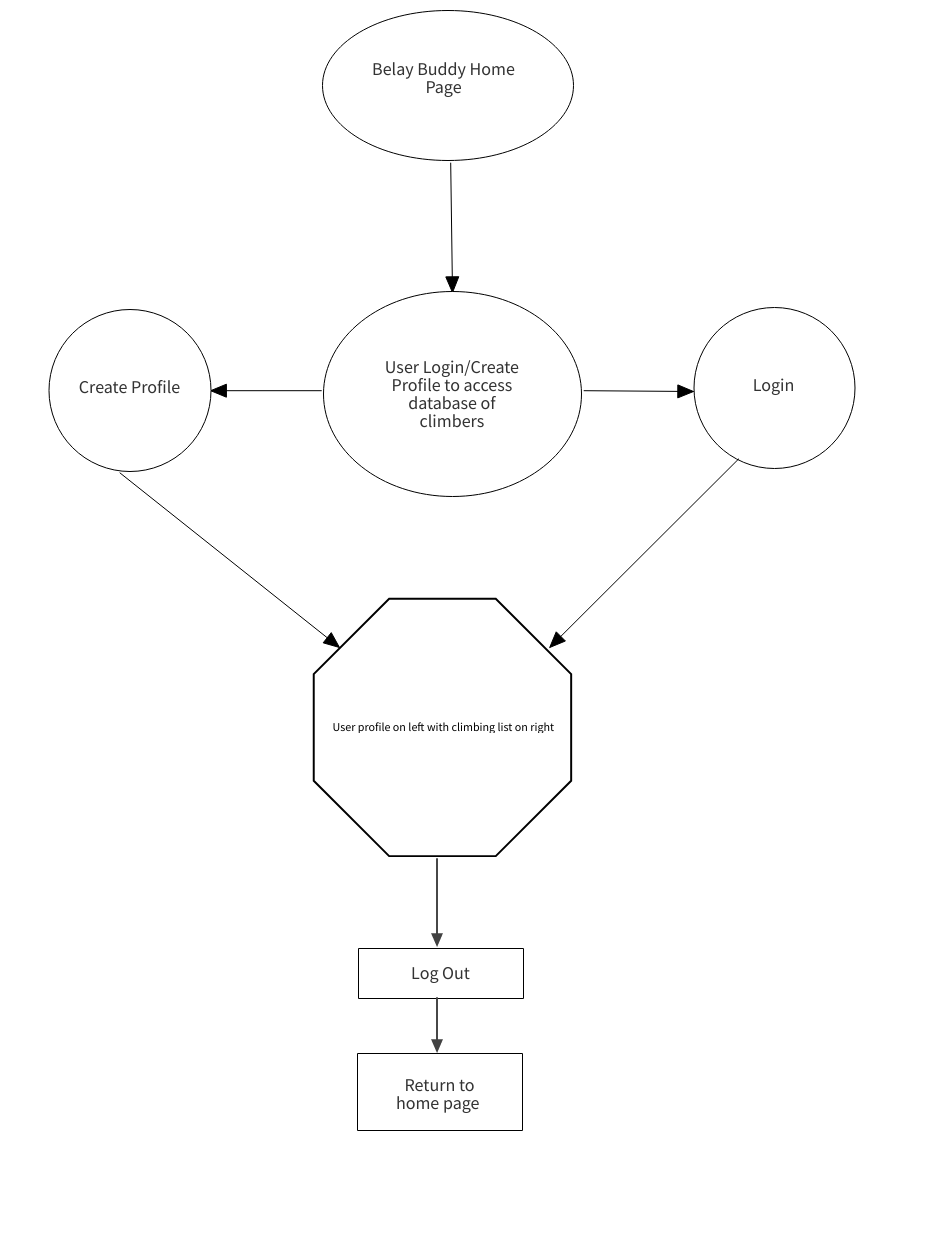 Belay Buddy Home
Page
User Login/Create
Profile to access
database of
climbers
Create Profile
Login
User profile on left with climbing list on right
Log Out
Return to
home page